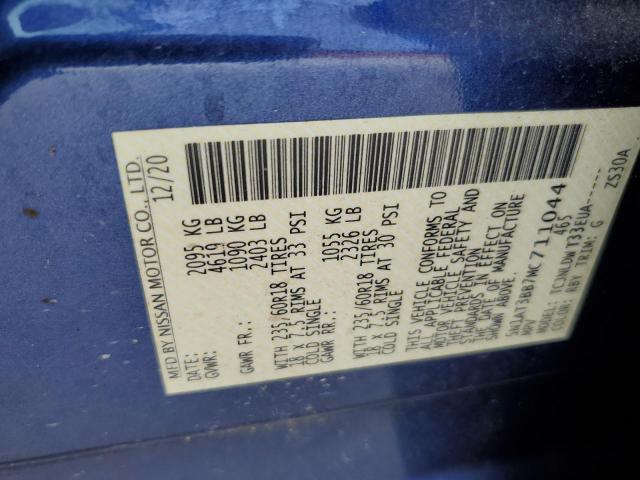 MFD BY NISSAN MOTOR CO., LTD.
DATE: 12/20
GVWR: 2095 KG
4619 LB
GAWR FR.: 1090 KG
2403 LB
WITH 235/60R18 TIRES
18 X 7.5 RIMS AT 33 PSI
COLD SINGLE
GAWR RR.: 1055 KG
2326 LB
WITH 235/60R18 TIRES
18 X 7.5 RIMS AT 30 PSI
COLD SINGLE
THIS VEHICLE CONFORMS TO
ALL APPLICABLE FEDERAL
MOTOR VEHICLE SAFETY AND
THEFT PREVENTION
STANDARDS IN EFFECT ON
THE DATE OF MANUFACTURE
SHOWN ABOVE.
5N1AT3BB7MC711044
MPV 465
MODEL: (C)NLDWT33EUA------
COLOR: RBY TRIM: G
ZS30A